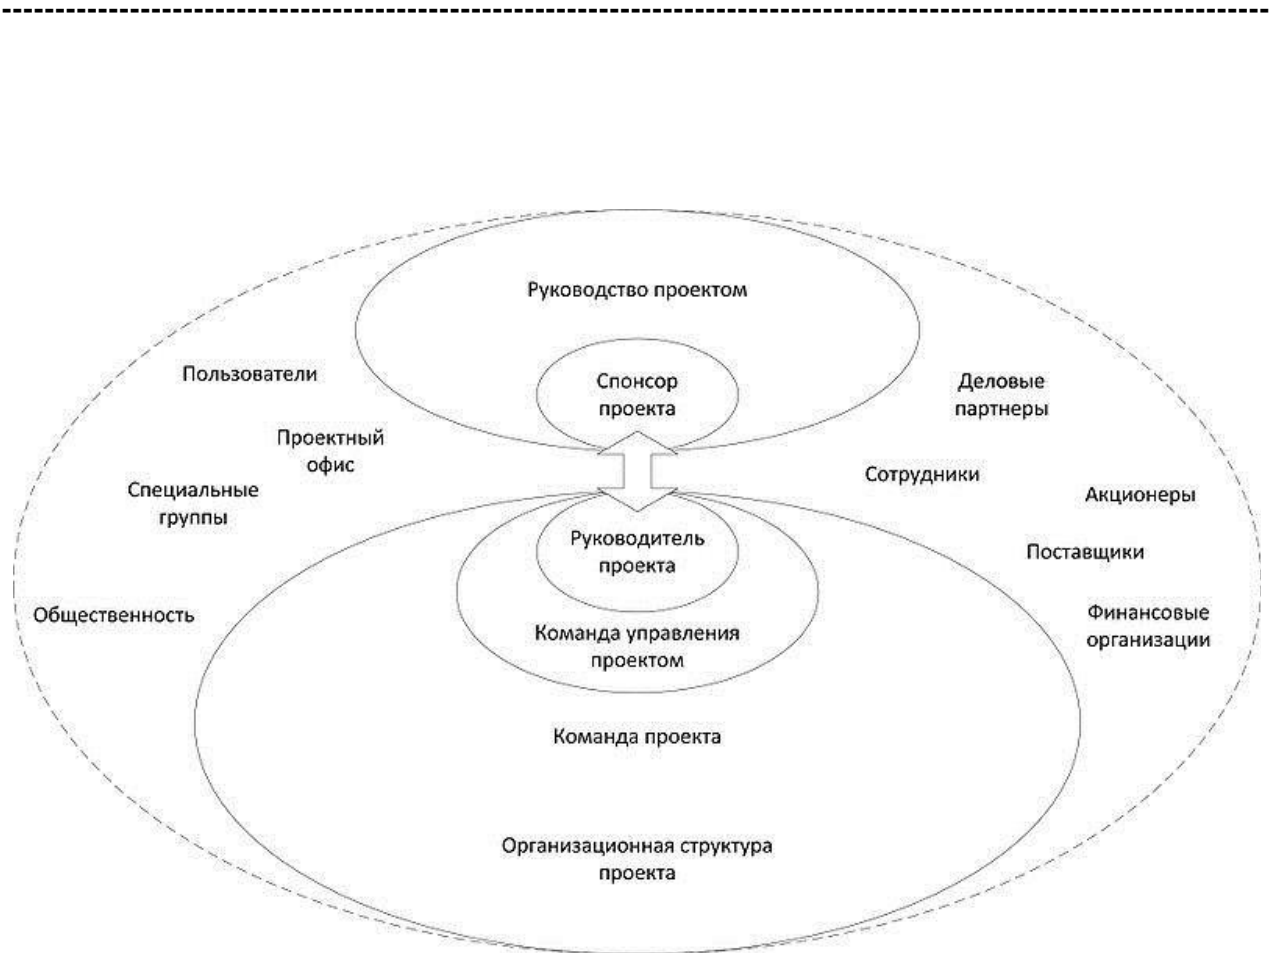 Руководство проектом
Спонсор
проекта
Пользователи
Проектный
офис
Специальные
группы
Общественность
Деловые
партнеры
Сотрудники
Акционеры
Поставщики
Финансовые
организации
Руководитель
проекта
Команда управления
проектом
Команда проекта
Организационная структура
проекта